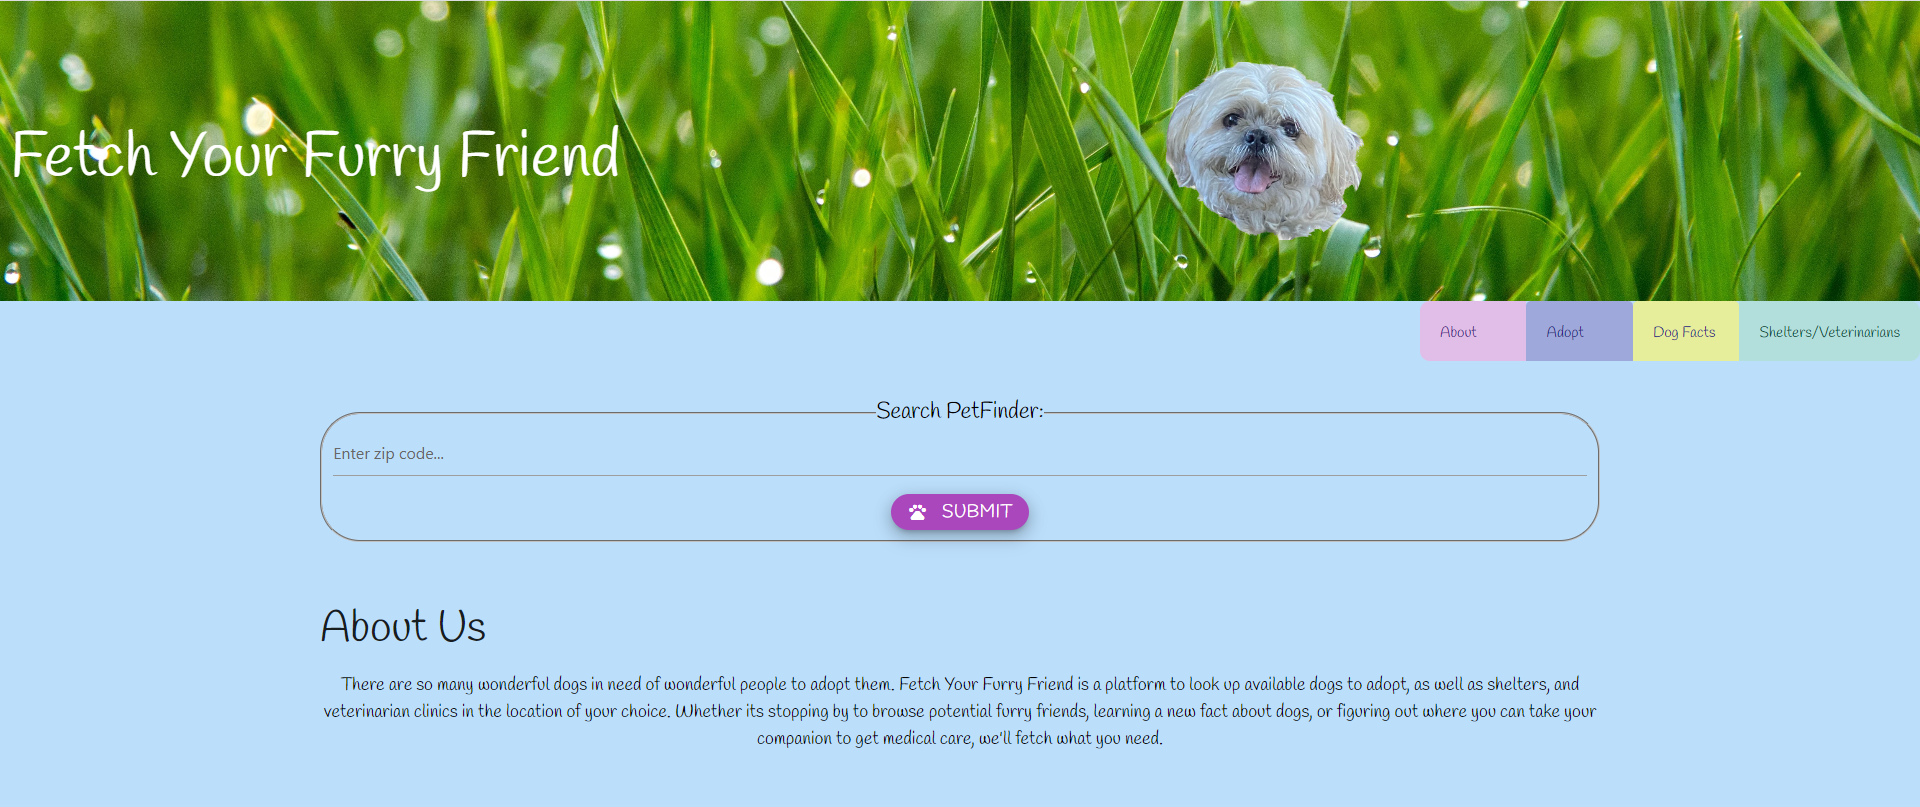 Fetch Your Furry Friend
About
Adopt
Dog Facts
Shelters/Veterinarians
Search PetFinder:
Enter zip code...
SUBMIT
About Us
There are so many wonderful dogs in need of wonderful people to adopt them. Fetch Your Furry Friend is a platform to look up available dogs to adopt, as well as shelters, and
veterinarian clinics in the location of your choice. Whether its stopping by to browse potential furry friends, learning a new fact about dogs, or figuring out where you can take your
companion to get medical care, we'll fetch what you need.